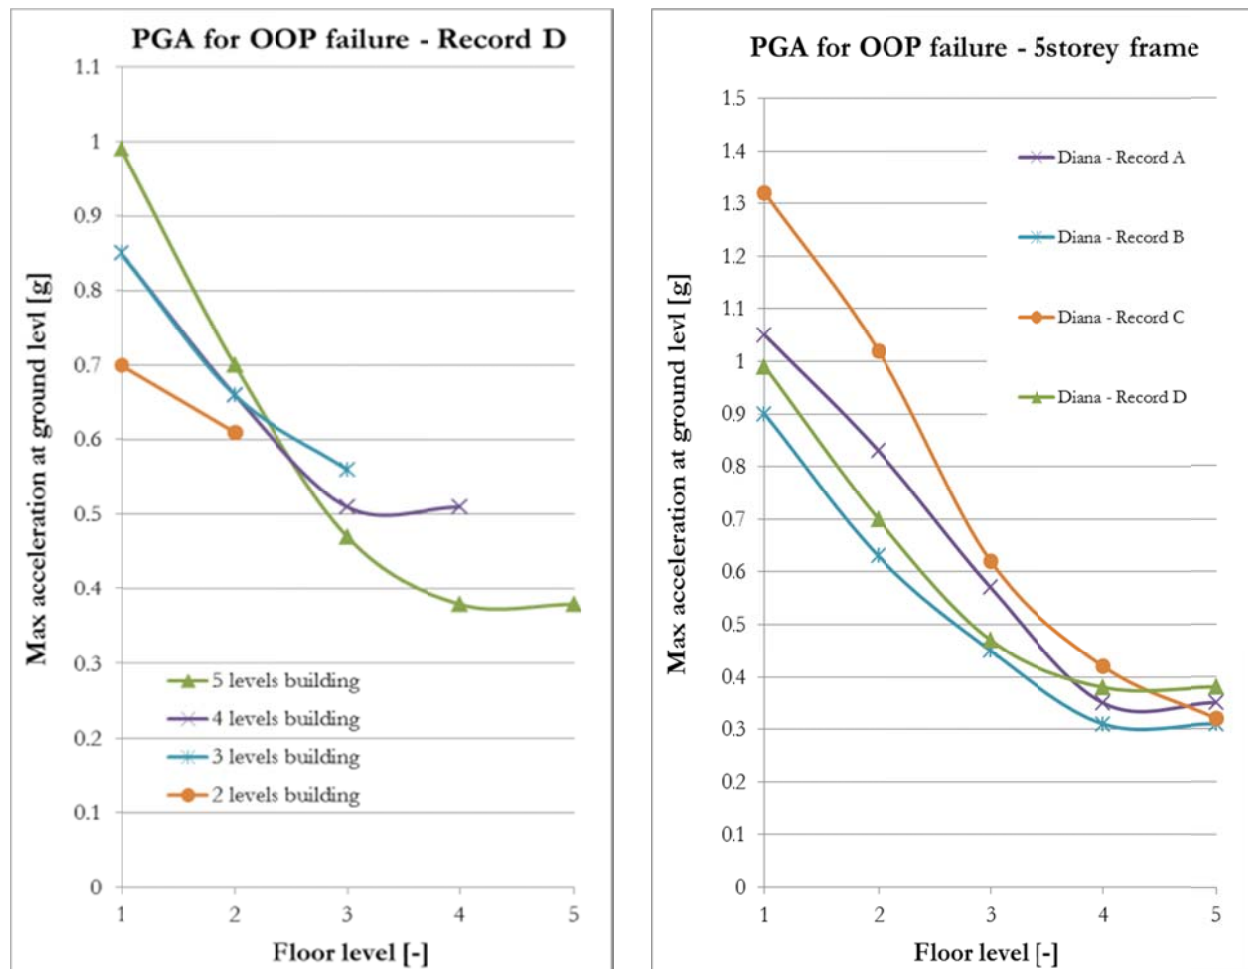 PGA for OOP failure - Record D
Max acceleration at ground levl [g]
1.1
1
0.9
0.8
0.7
0.6
0.5
0.4
0.3
0.2
0.1
0
5 levels building
4 levels building
3 levels building
2 levels building
1 2 3 4 5
Floor level [-]
PGA for OOP failure - 5storey frame
Max acceleration at ground levl [g]
1.5
1.4
1.3
1.2
1.1
1
0.9
0.8
0.7
0.6
0.5
0.4
0.3
0.2
0.1
0
Diana - Record A
Diana - Record B
Diana - Record C
Diana - Record D
1 2 3 4 5
Floor level [-]